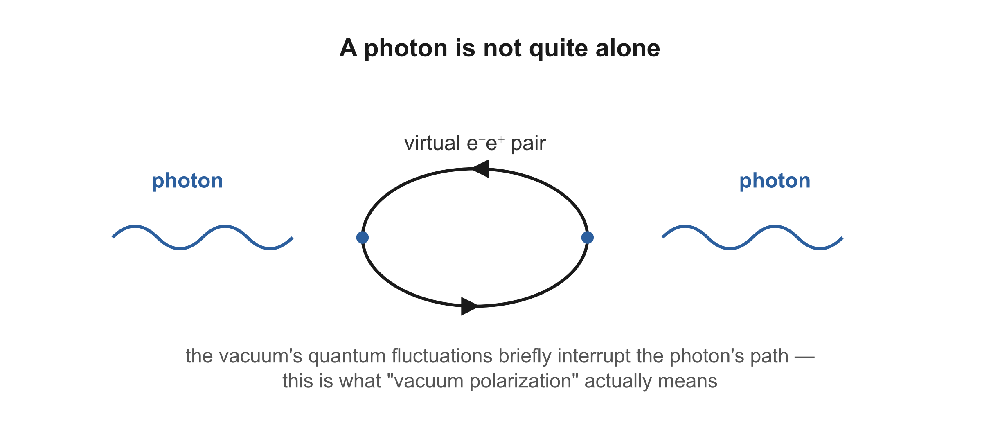 A photon is not quite alone
virtual e⁻e⁺ pair
photon
photon
the vacuum's quantum fluctuations briefly interrupt the photon's path —
this is what "vacuum polarization" actually means